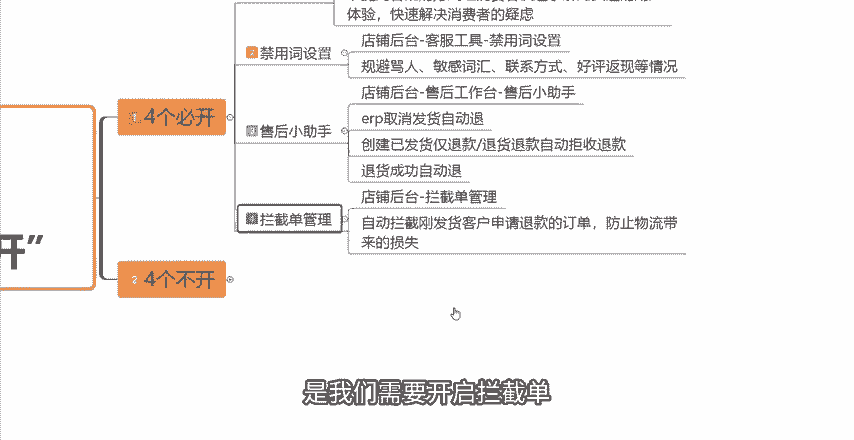 体验，快速解决消费者的疑虑
禁用词设置
店铺后台-客服工具-禁用词设置
规避骂人、敏感词汇、联系方式、好评返现等情况
4个必开
售后小助手
店铺后台-售后工作台-售后小助手
erp取消发货自动退
创建已发货仅退款/退货退款自动拒收退款
退货成功自动退
拦截单管理
店铺后台-拦截单管理
自动拦截刚发货客户申请退款的订单，防止物流带
来的损失
开”
4个不开
是我们需要开启拦截单